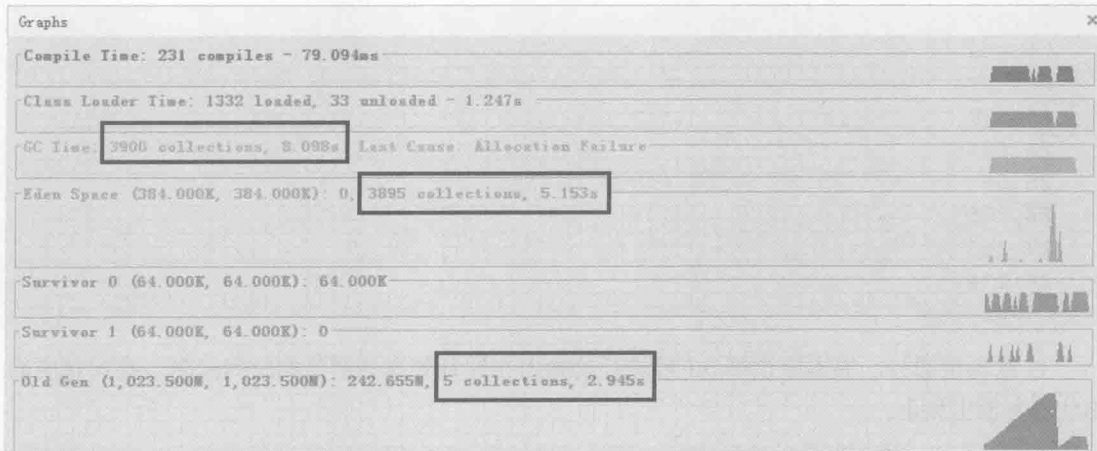 Graphs ×
Compile Time: 231 compiles - 79.094ms
Class Loader Time: 1332 loaded, 33 unloaded - 1.247s
GC Time: 3900 collections, 8.098s Last Cause: Allocation Failure
Eden Space (384.000K, 384.000K): 0, 3895 collections, 5.153s
Survivor 0 (64.000K, 64.000K): 64.000K
Survivor 1 (64.000K, 64.000K): 0
Old Gen (1,023.500M, 1,023.500M): 242.655M, 5 collections, 2.945s